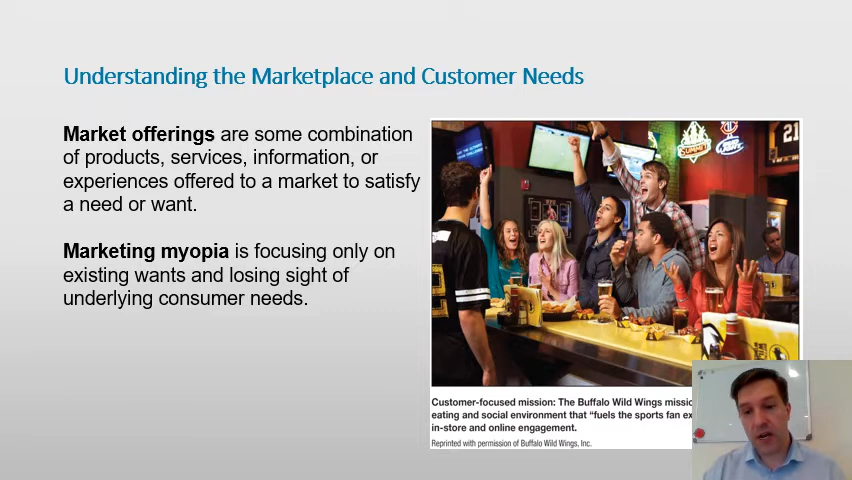 Understanding the Marketplace and Customer Needs
Market offerings are some combination
of products, services, information, or
experiences offered to a market to satisfy
a need or want.
Marketing myopia is focusing only on
existing wants and losing sight of
underlying consumer needs.
SUMMIT
21
Customer-focused mission: The Buffalo Wild Wings
eating and social environment that “fuels the sports fan
in-store and online engagement.
Reprinted with permission of Buffalo Wild Wings, Inc.